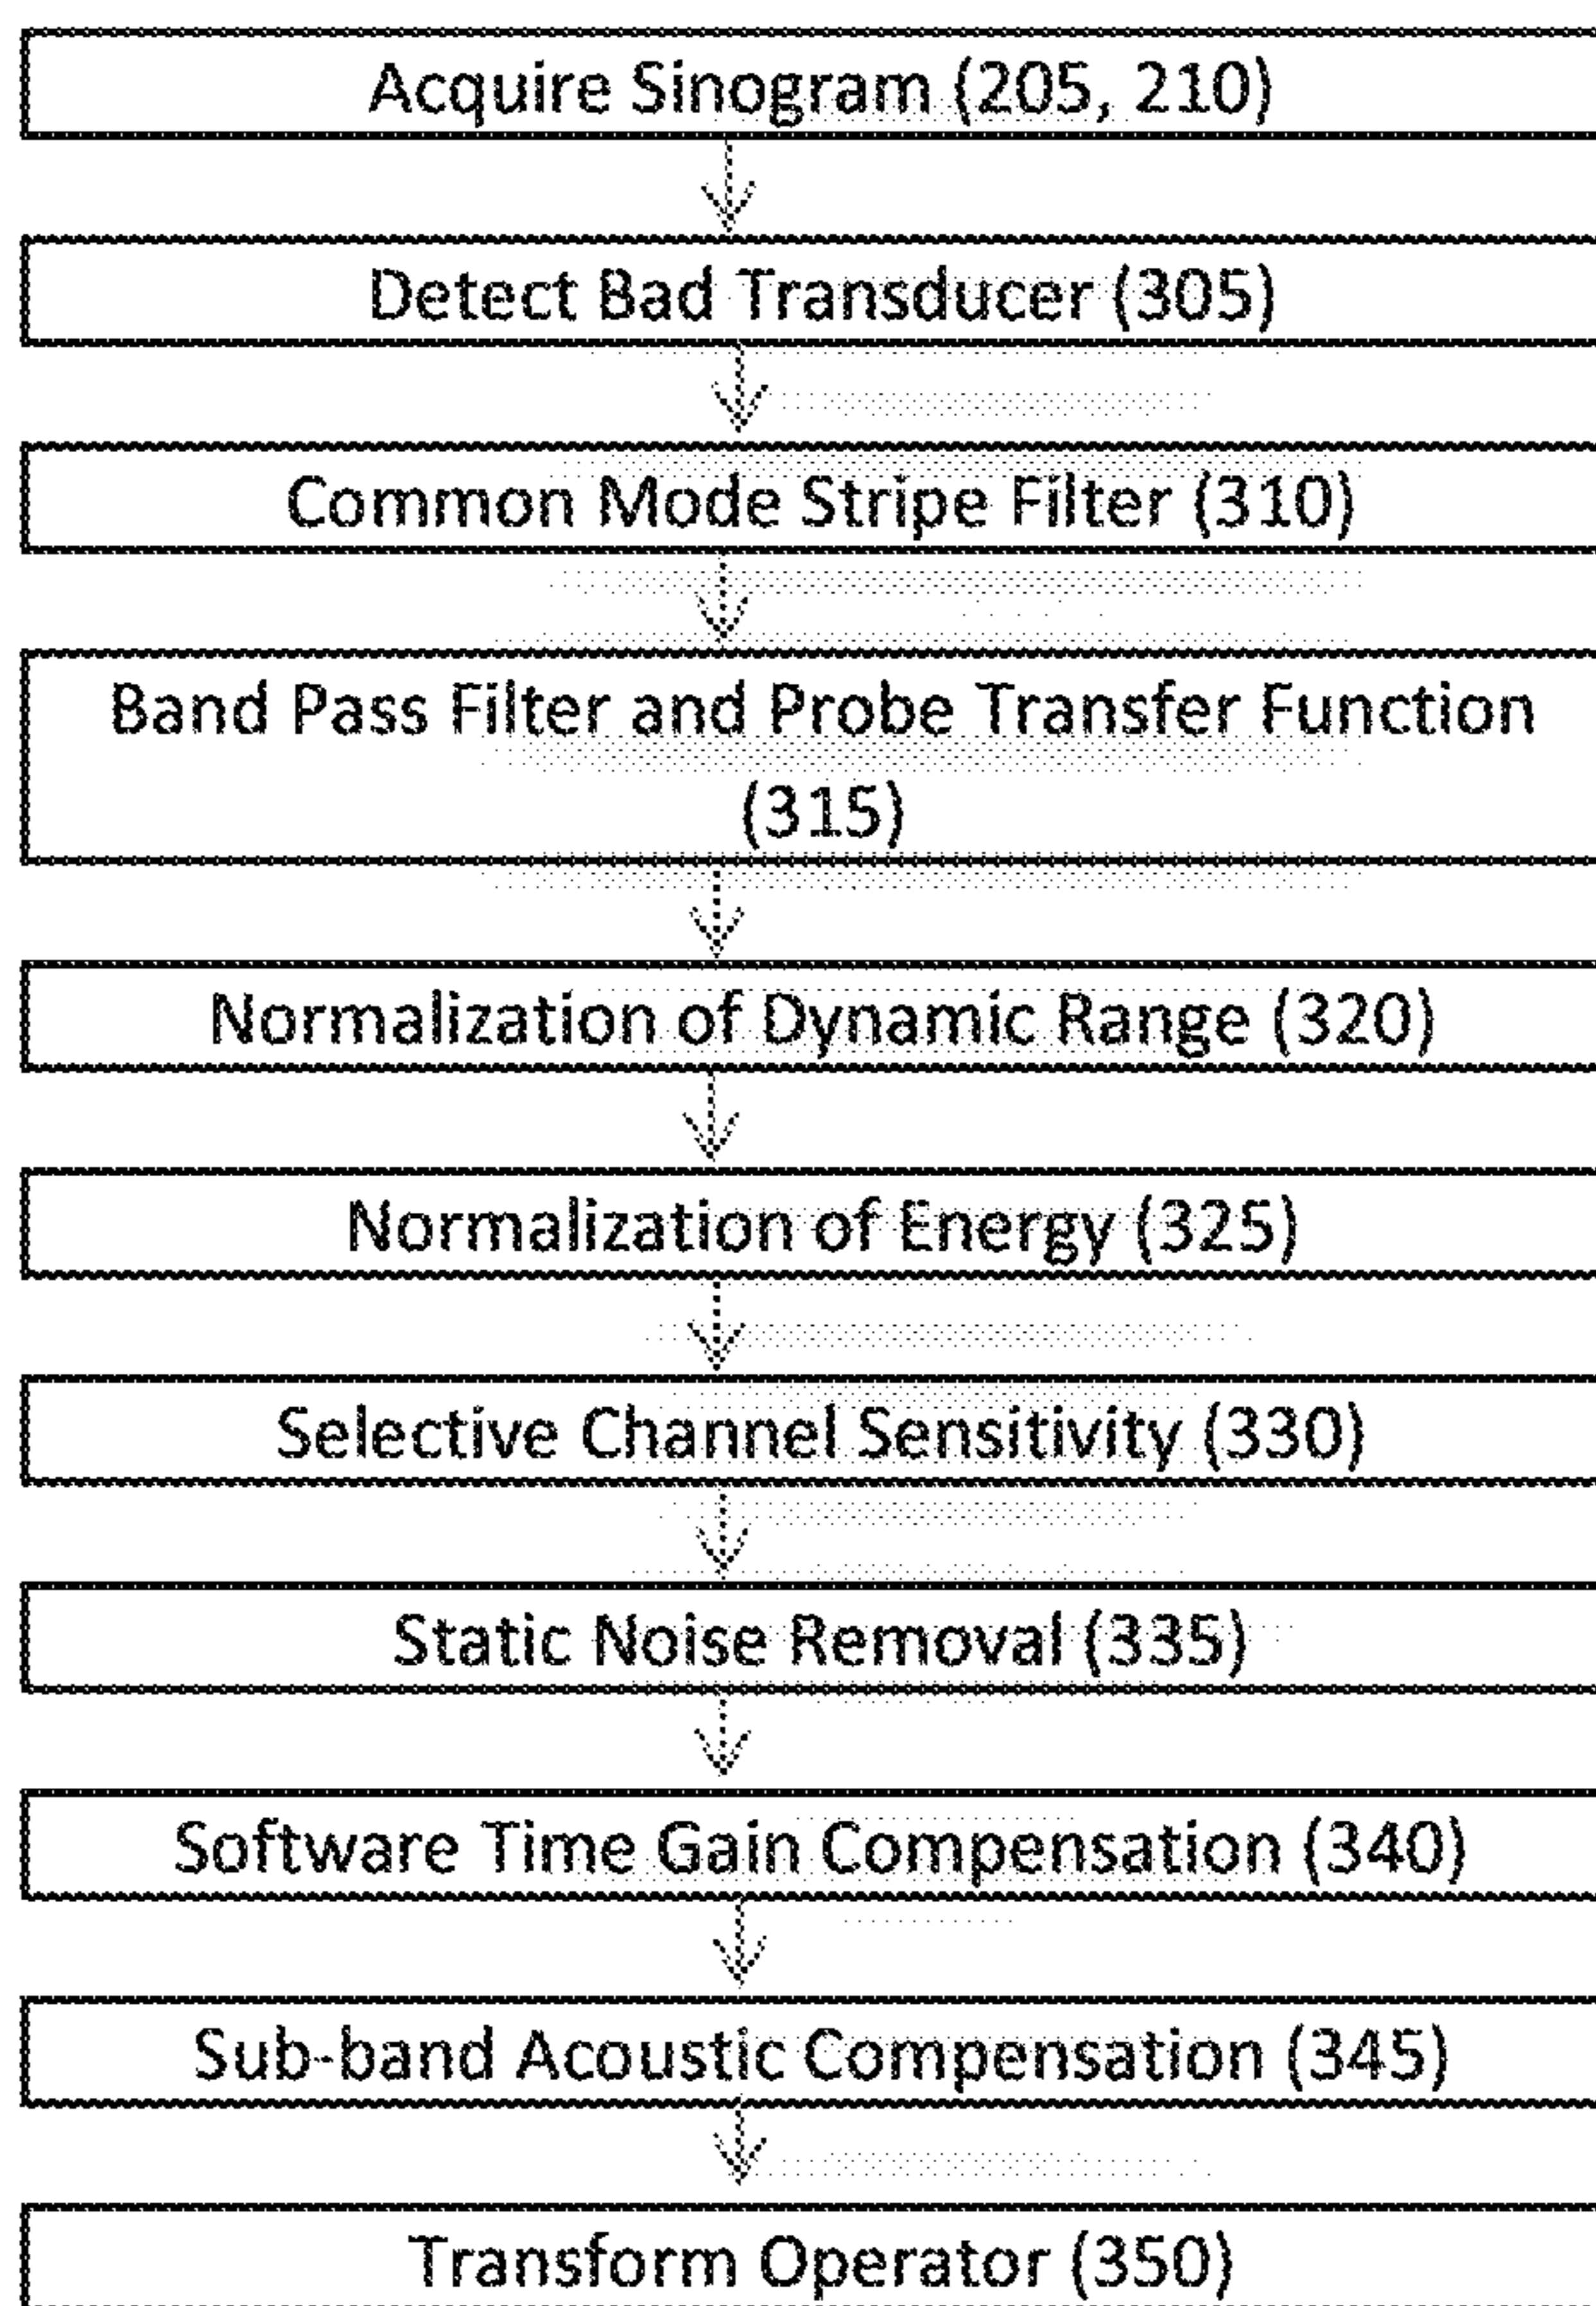 Acquire Sinogram (205, 210)
Detect Bad Transducer (305)
Common Mode Stripe Filter (310)
Band Pass Filter and Probe Transfer Function
(315)
Normalization of Dynamic Range (320)
Normalization of Energy (325)
Selective Channel Sensitivity (330)
Static Noise Removal (335)
Software Time Gain Compensation (340)
Sub-band Acoustic Compensation (345)
Transform Operator (350)